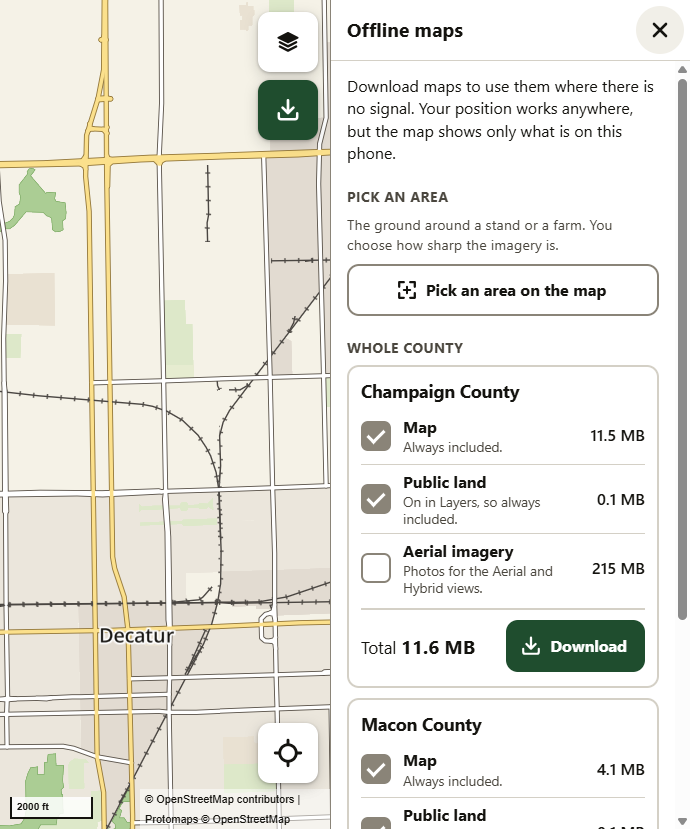 Offline maps
Download maps to use them where there is
no signal. Your position works anywhere,
but the map shows only what is on this
phone.
PICK AN AREA
The ground around a stand or a farm. You
choose how sharp the imagery is.
Pick an area on the map
WHOLE COUNTY
Champaign County
Map
Always included.
11.5 MB
Public land
On in Layers, so always
included.
0.1 MB
Aerial imagery
Photos for the Aerial and
Hybrid views.
215 MB
Total 11.6 MB
Download
Macon County
Map
Always included.
4.1 MB
Public land
Decatur
2000 ft
© OpenStreetMap contributors |
Protomaps © OpenStreetMap